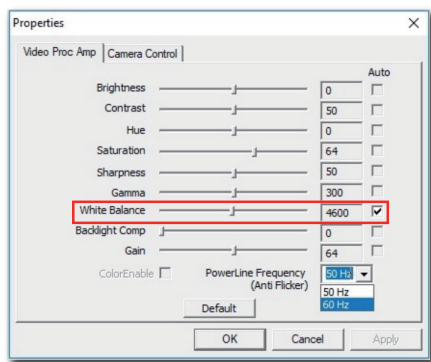 Properties
Video Proc Amp Camera Control
Auto
Brightness 0
Contrast 50
Hue 0
Saturation 64
Sharpness 50
Gamma 300
White Balance 4600
Backlight Comp 0
Gain 64
ColorEnable PowerLine Frequency 50 Hz
(Anti Flicker)
50 Hz
60 Hz
Default
OK Cancel Apply